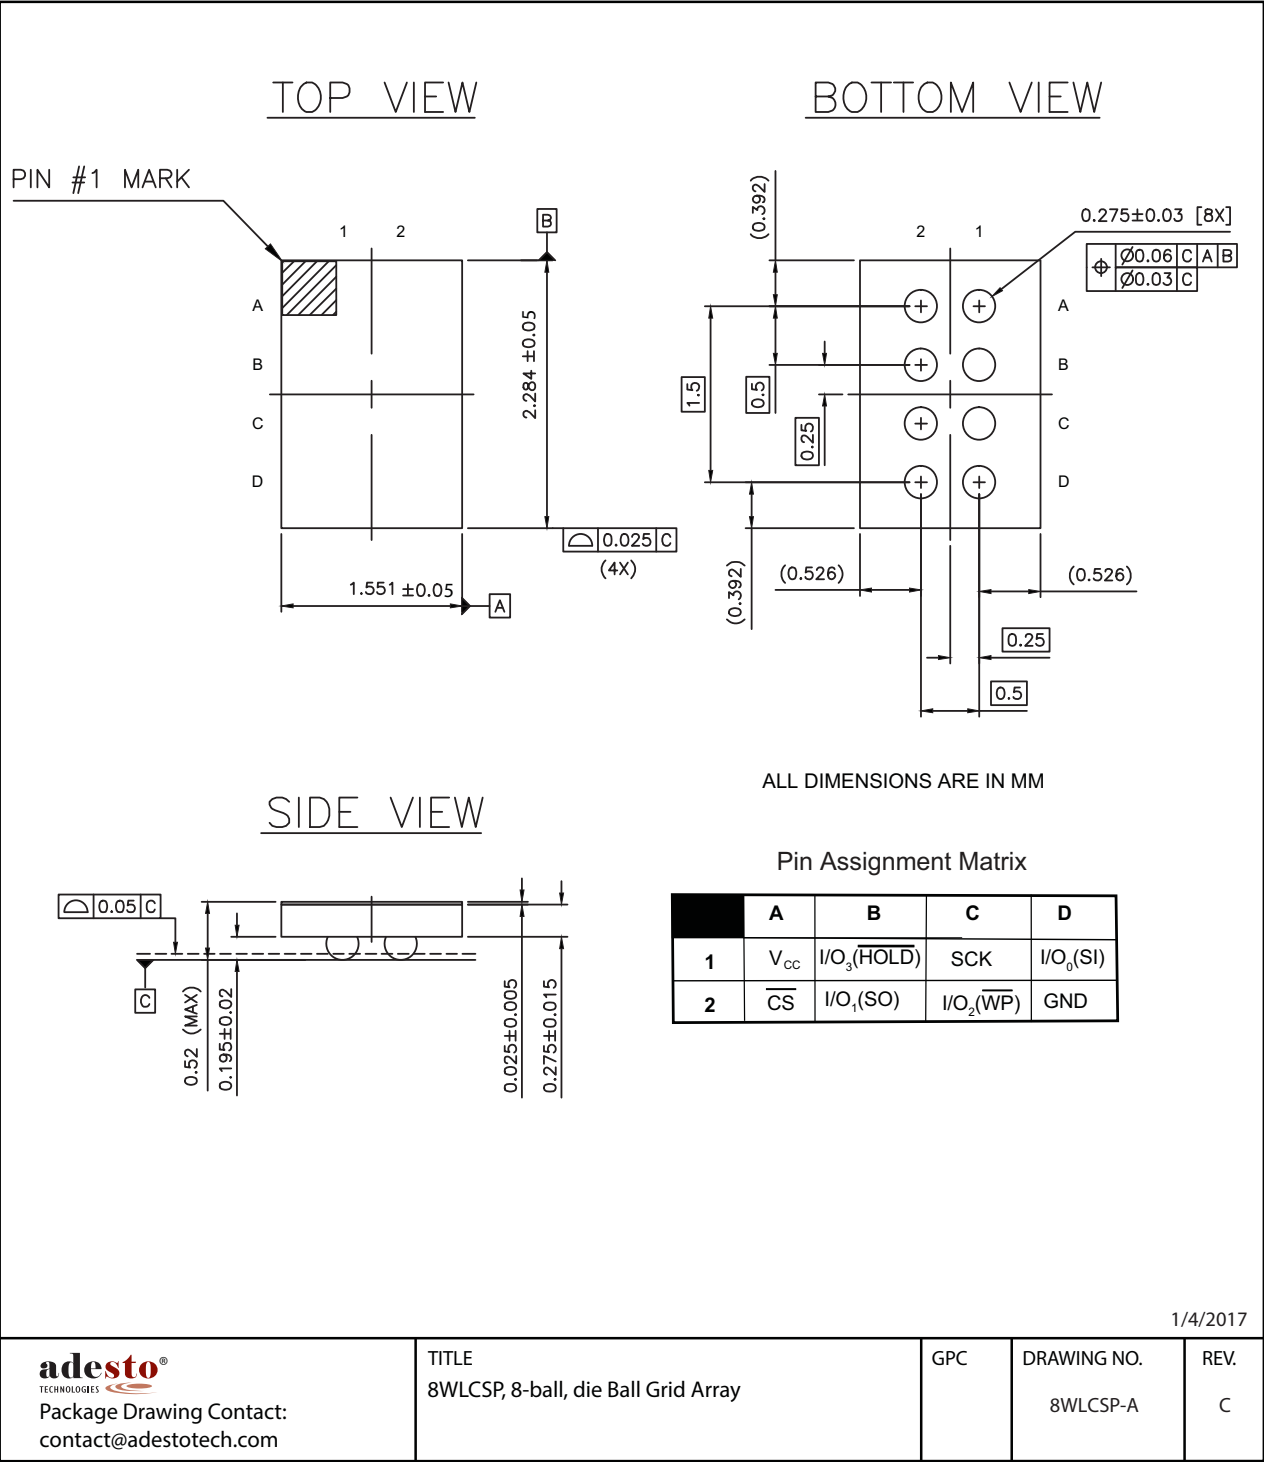 TOP VIEW
BOTTOM VIEW
PIN #1 MARK
1 2
B
A
B
C
D
2.284 ±0.05
0.025 C
(4X)
1.551 ±0.05
A
(0.392)
2 1
0.275±0.03 [8X]
⌖ Ø0.06 C A B
Ø0.03 C
A
B
C
D
1.5
0.5
0.25
(0.392)
(0.526)
(0.526)
0.25
0.5
ALL DIMENSIONS ARE IN MM
SIDE VIEW
0.05 C
C
0.52 (MAX)
0.195±0.02
0.025±0.005
0.275±0.015
Pin Assignment Matrix
A B C D
1 VCC I/O3(HOLD) SCK I/O0(SI)
2 CS I/O1(SO) I/O2(WP) GND
1/4/2017
adesto®
TECHNOLOGIES
Package Drawing Contact:
contact@adestotech.com
TITLE
8WLCSP, 8-ball, die Ball Grid Array
GPC
DRAWING NO.
8WLCSP-A
REV.
C